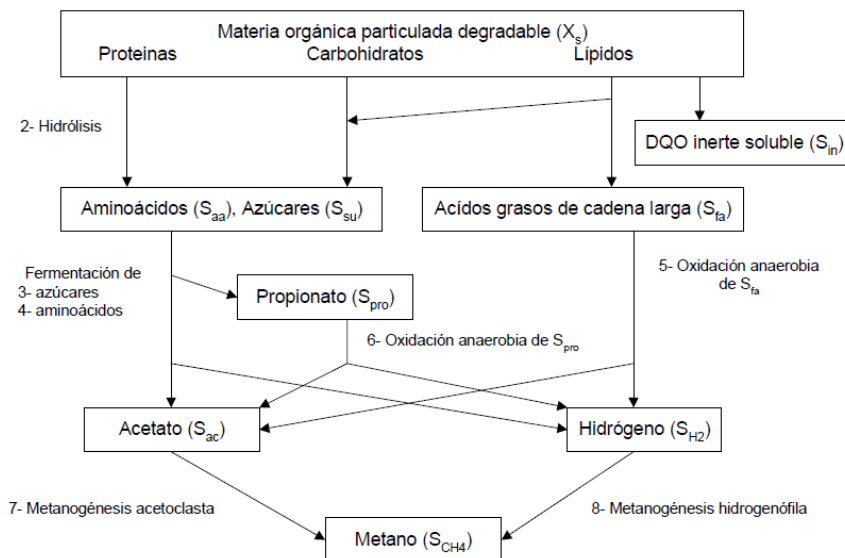 Materia orgánica particulada degradable (Xs)
Proteinas Carbohidratos Lípidos
2- Hidrólisis
DQO inerte soluble (Sin)
Aminoácidos (Saa), Azúcares (Ssu)
Acídos grasos de cadena larga (Sfa)
Fermentación de
3- azúcares
4- aminoácidos
5- Oxidación anaerobia
de Sfa
Propionato (Spro)
6- Oxidación anaerobia de Spro
Acetato (Sac)
Hidrógeno (SH2)
7- Metanogénesis acetoclasta
8- Metanogénesis hidrogenófila
Metano (SCH4)